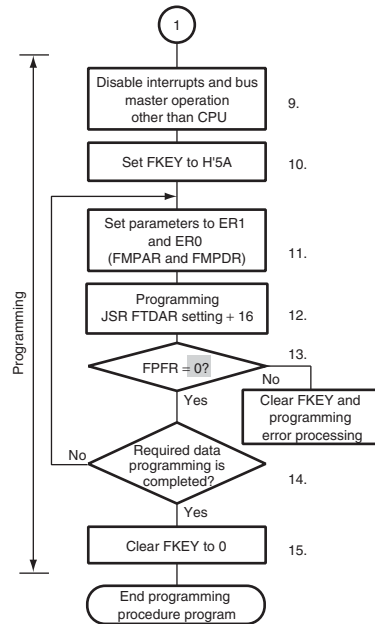 1
Disable interrupts and bus
master operation
other than CPU
9.
Set FKEY to H'5A
10.
Set parameters to ER1
and ER0
(FMPAR and FMPDR)
11.
Programming
JSR FTDAR setting + 16
12.
Programming
13.
FPFR = 0?
No
Yes
Clear FKEY and
programming
error processing
No
Required data
programming is
completed?
14.
Yes
Clear FKEY to 0
15.
End programming
procedure program